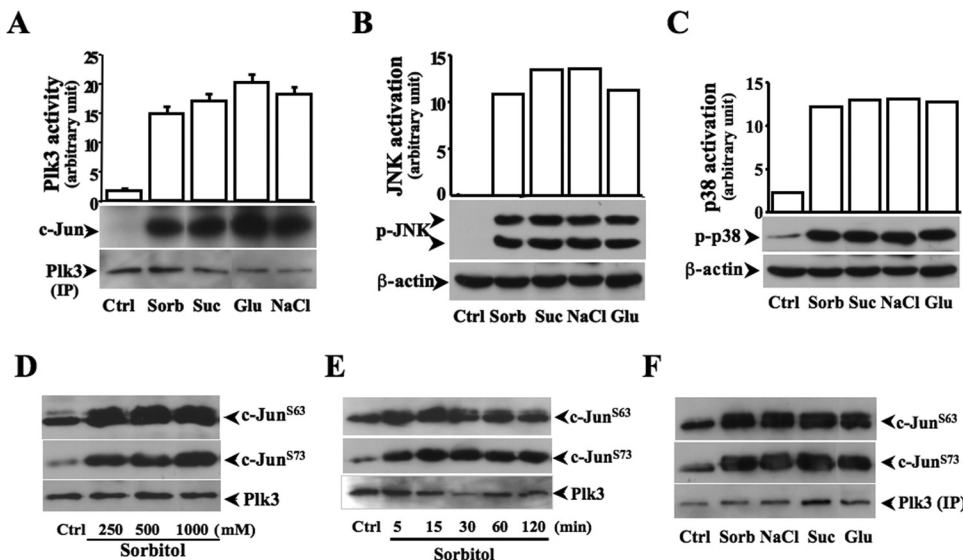 A
Plk3 activity
(arbitrary unit)
25
20
15
10
5
0
c-Jun
Plk3
(IP)
Ctrl Sorb Suc Glu NaCl
B
JNK activation
(arbitrary unit)
15
10
5
0
p-JNK
β-actin
Ctrl Sorb Suc NaCl Glu
C
p38 activation
(arbitrary unit)
15
10
5
0
p-p38
β-actin
Ctrl Sorb Suc NaCl Glu
D
c-Jun^S63
c-Jun^S73
Plk3
Ctrl 250 500 1000 (mM)
Sorbitol
E
c-Jun^S63
c-Jun^S73
Plk3
Ctrl 5 15 30 60 120 (min)
Sorbitol
F
c-Jun^S63
c-Jun^S73
Plk3 (IP)
Ctrl Sorb NaCl Suc Glu